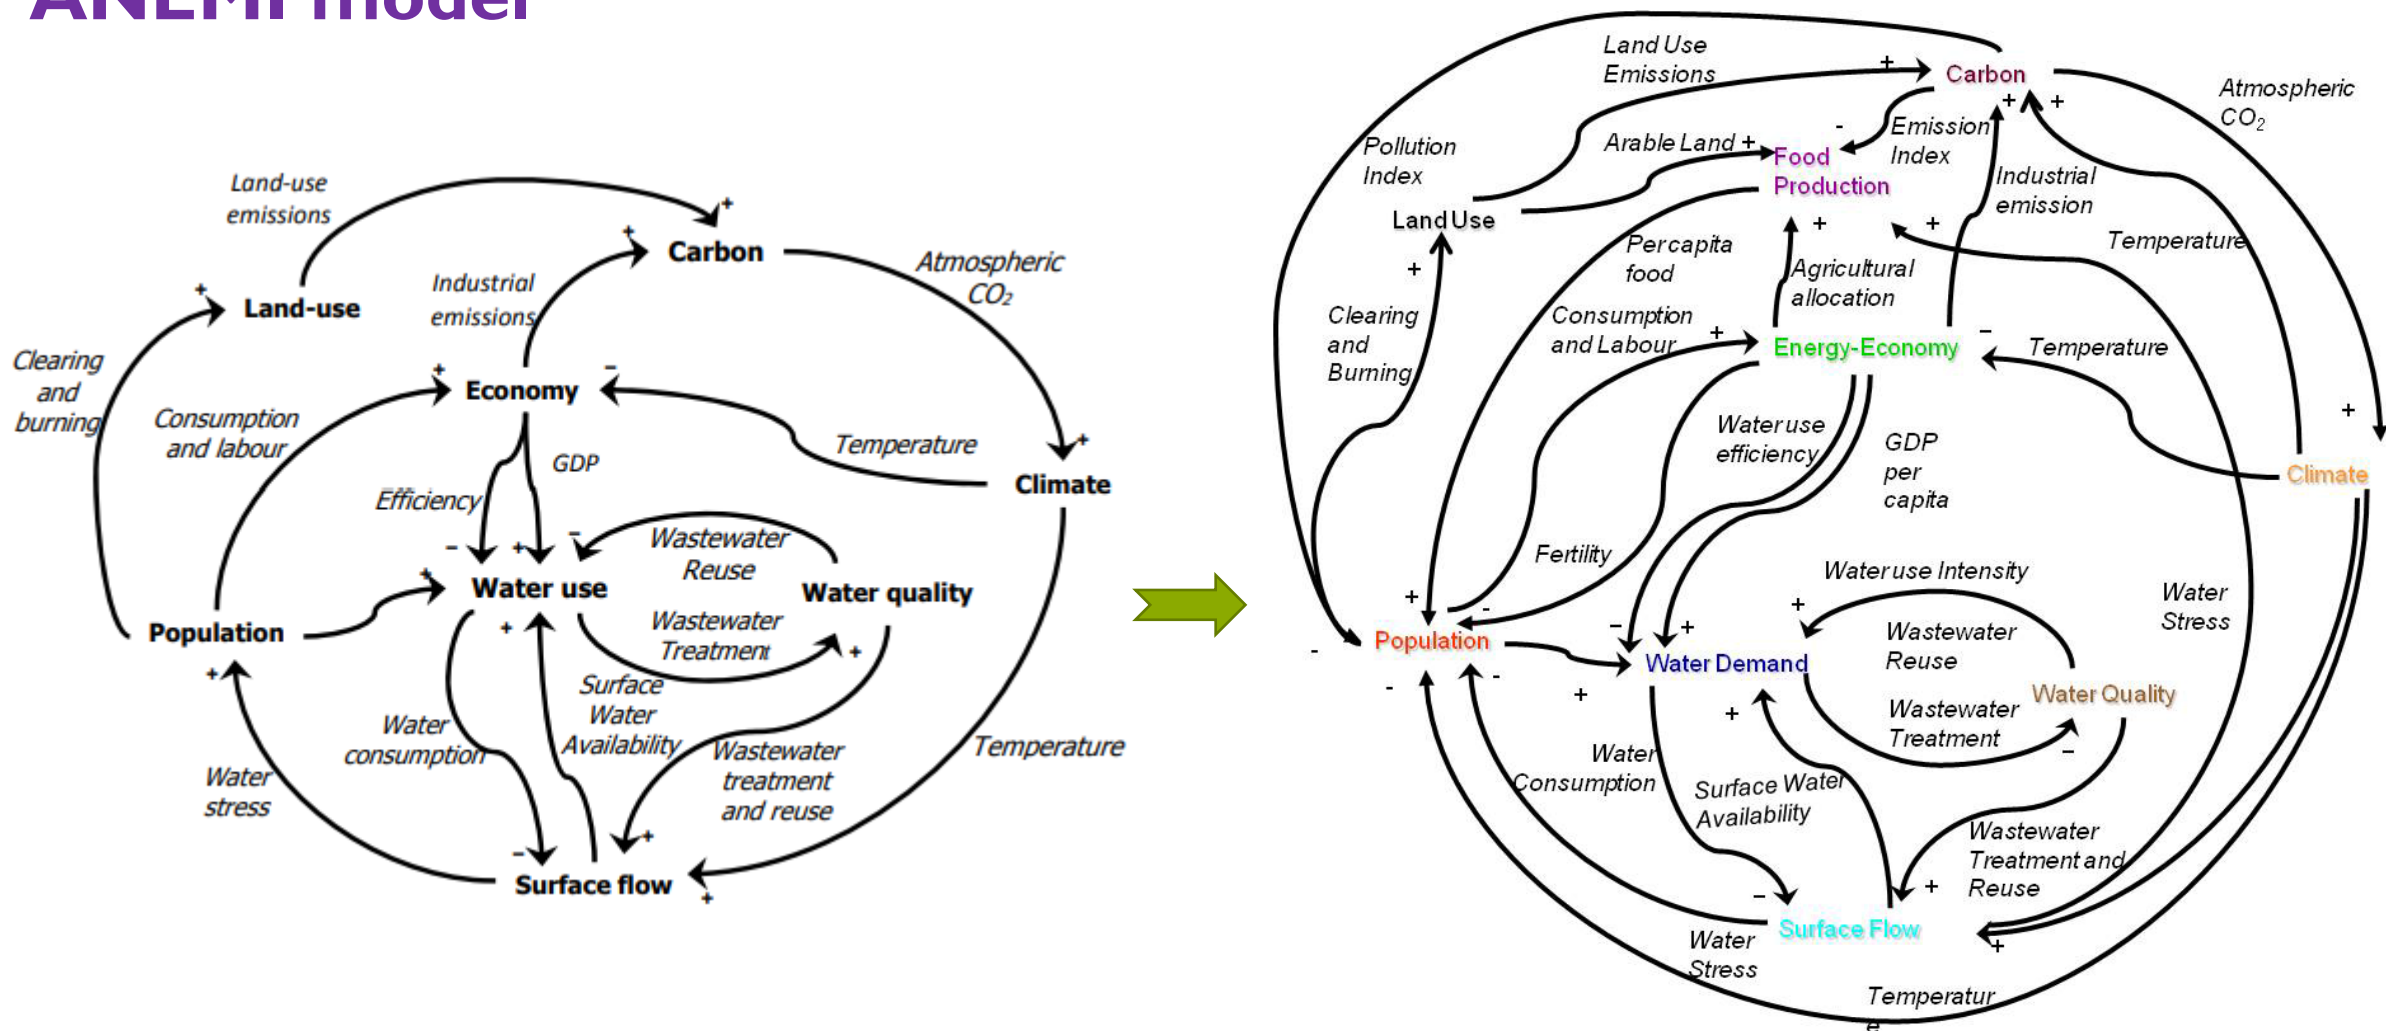 ANEMI model
Land-use
emissions
+
+
Carbon
Industrial
emissions
Atmospheric
CO2
+
Land-use
Clearing
and
burning
+
Economy
−
Consumption
and labour
Temperature
+
Climate
Efficiency
GDP
−
+
−
Wastewater
Reuse
+
Water use
Water quality
Population
+
+
Wastewater
Treatment
+
Surface
Water
Availability
Water
consumption
Wastewater
treatment
and reuse
Temperature
Water
stress
−
+
Surface flow
+
Land Use
Emissions
+
Carbon
Atmospheric
CO2
+
+
-
Emission
Index
Pollution
Index
Arable Land
+
Food
Production
Industrial
emission
Land Use
+
+
Temperature
Per capita
food
+
Agricultural
allocation
Clearing
and
Burning
Consumption
and Labour
+
Energy-Economy
−
Temperature
+
Water use
efficiency
GDP
per
capita
Climate
Fertility
Water use Intensity
+
Water
Stress
+
-
−
+
Wastewater
Reuse
-
Population
Water Demand
-
-
+
+
Water Quality
Wastewater
Treatment
−
Water
Consumption
Surface Water
Availability
Wastewater
Treatment and
Reuse
−
+
Surface Flow
+
Water
Stress
Temperatur
e